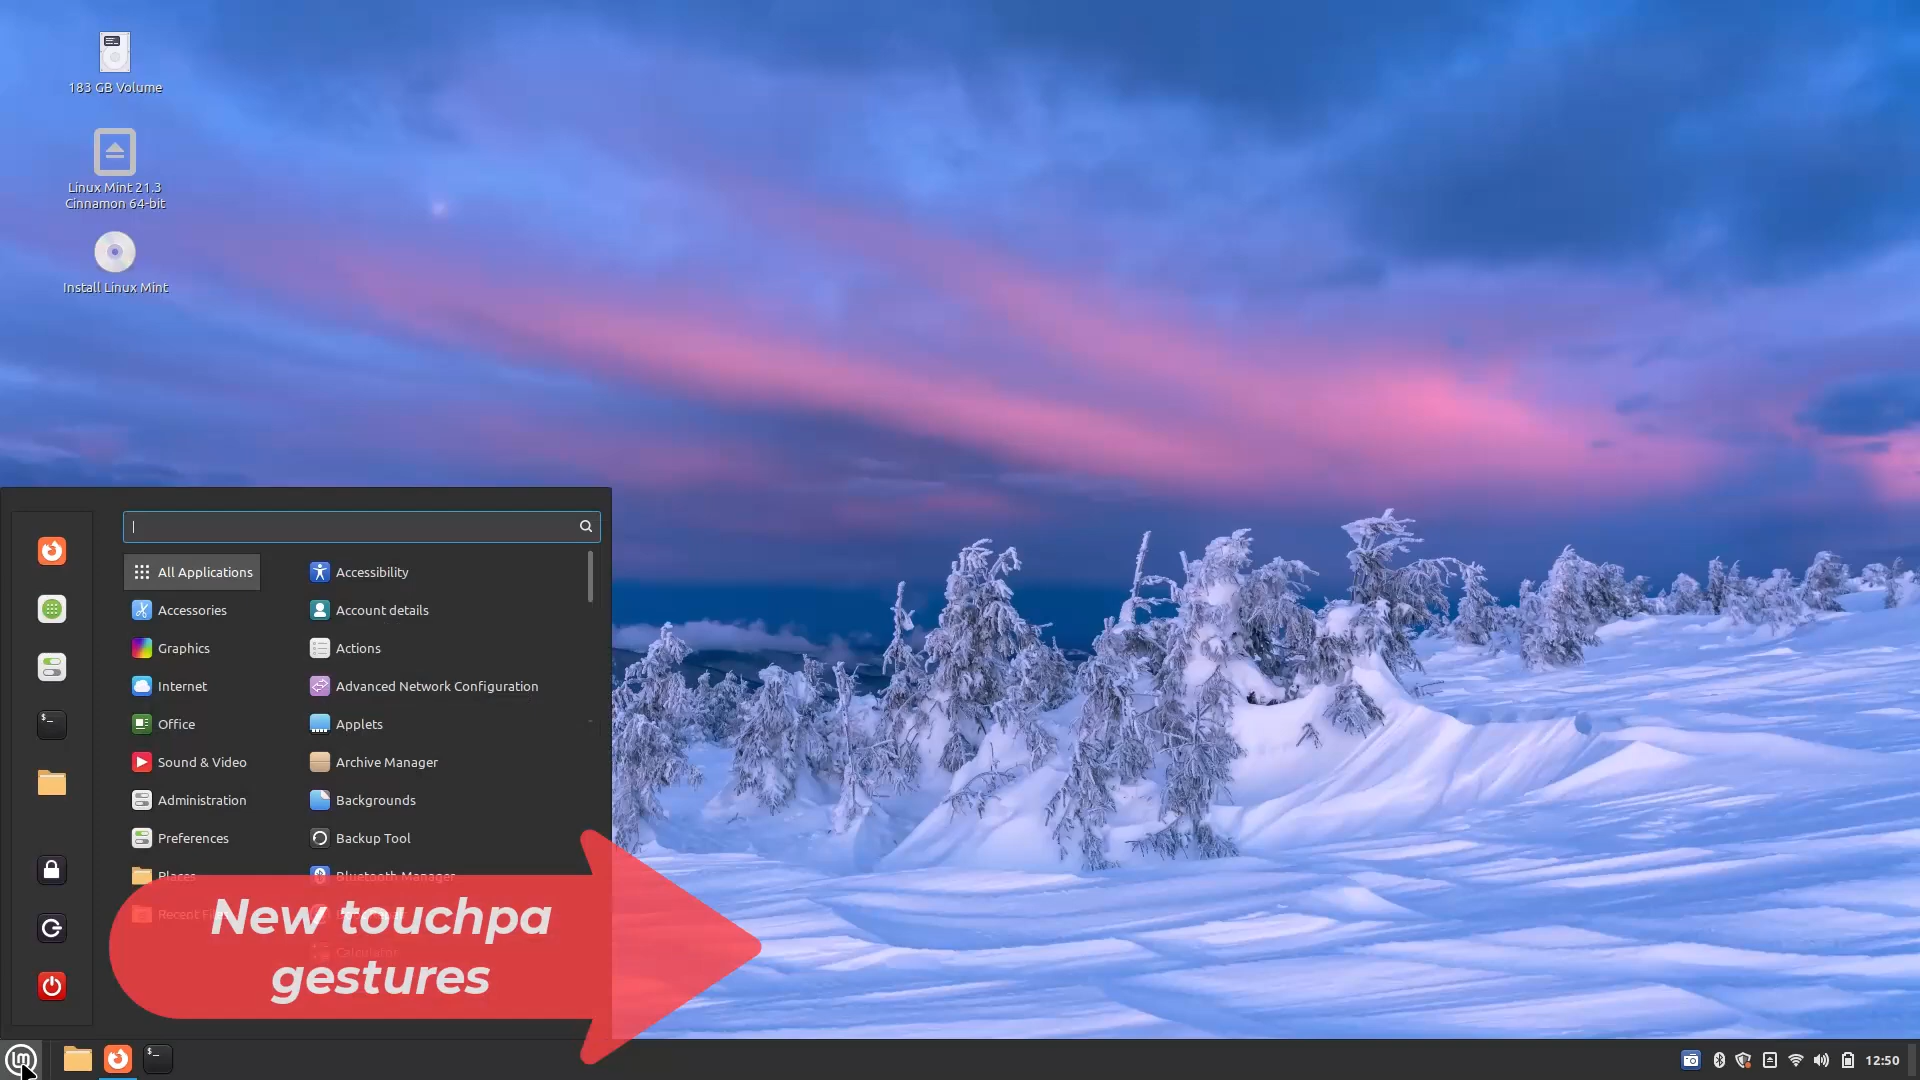 183 GB Volume
Linux Mint 21.3
Cinnamon 64-bit
Install Linux Mint
All Applications
Accessories
Graphics
Internet
Office
Sound & Video
Administration
Preferences
Places
Recent Files
Accessibility
Account details
Actions
Advanced Network Configuration
Applets
Archive Manager
Backgrounds
Backup Tool
Bluetooth Manager
Calculator
New touchpa
gestures
12:50